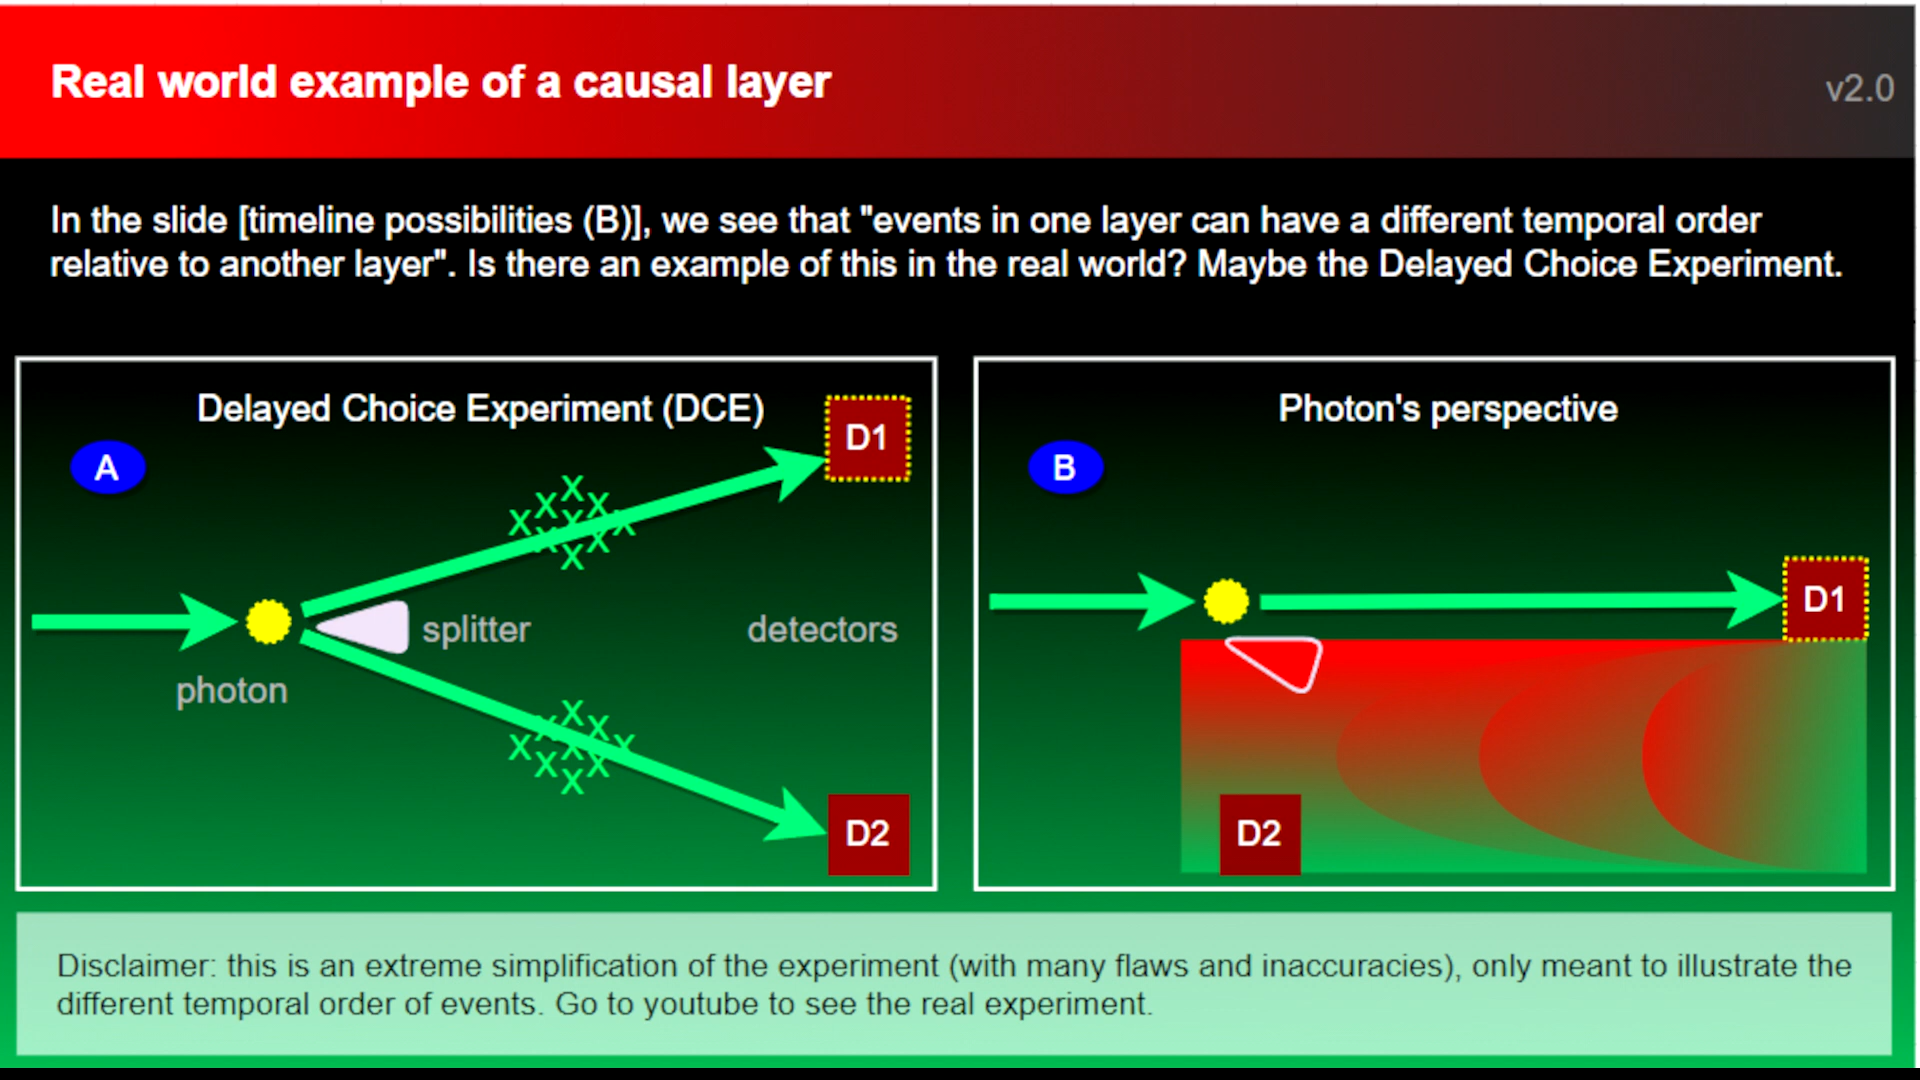 Real world example of a causal layer
v2.0
In the slide [timeline possibilities (B)], we see that "events in one layer can have a different temporal order
relative to another layer". Is there an example of this in the real world? Maybe the Delayed Choice Experiment.
Delayed Choice Experiment (DCE)
D1
A
X
X X
X X X
X X
X
splitter
detectors
photon
X
X X
X X X
X X
X
D2
Photon's perspective
B
D1
D2
Disclaimer: this is an extreme simplification of the experiment (with many flaws and inaccuracies), only meant to illustrate the
different temporal order of events. Go to youtube to see the real experiment.